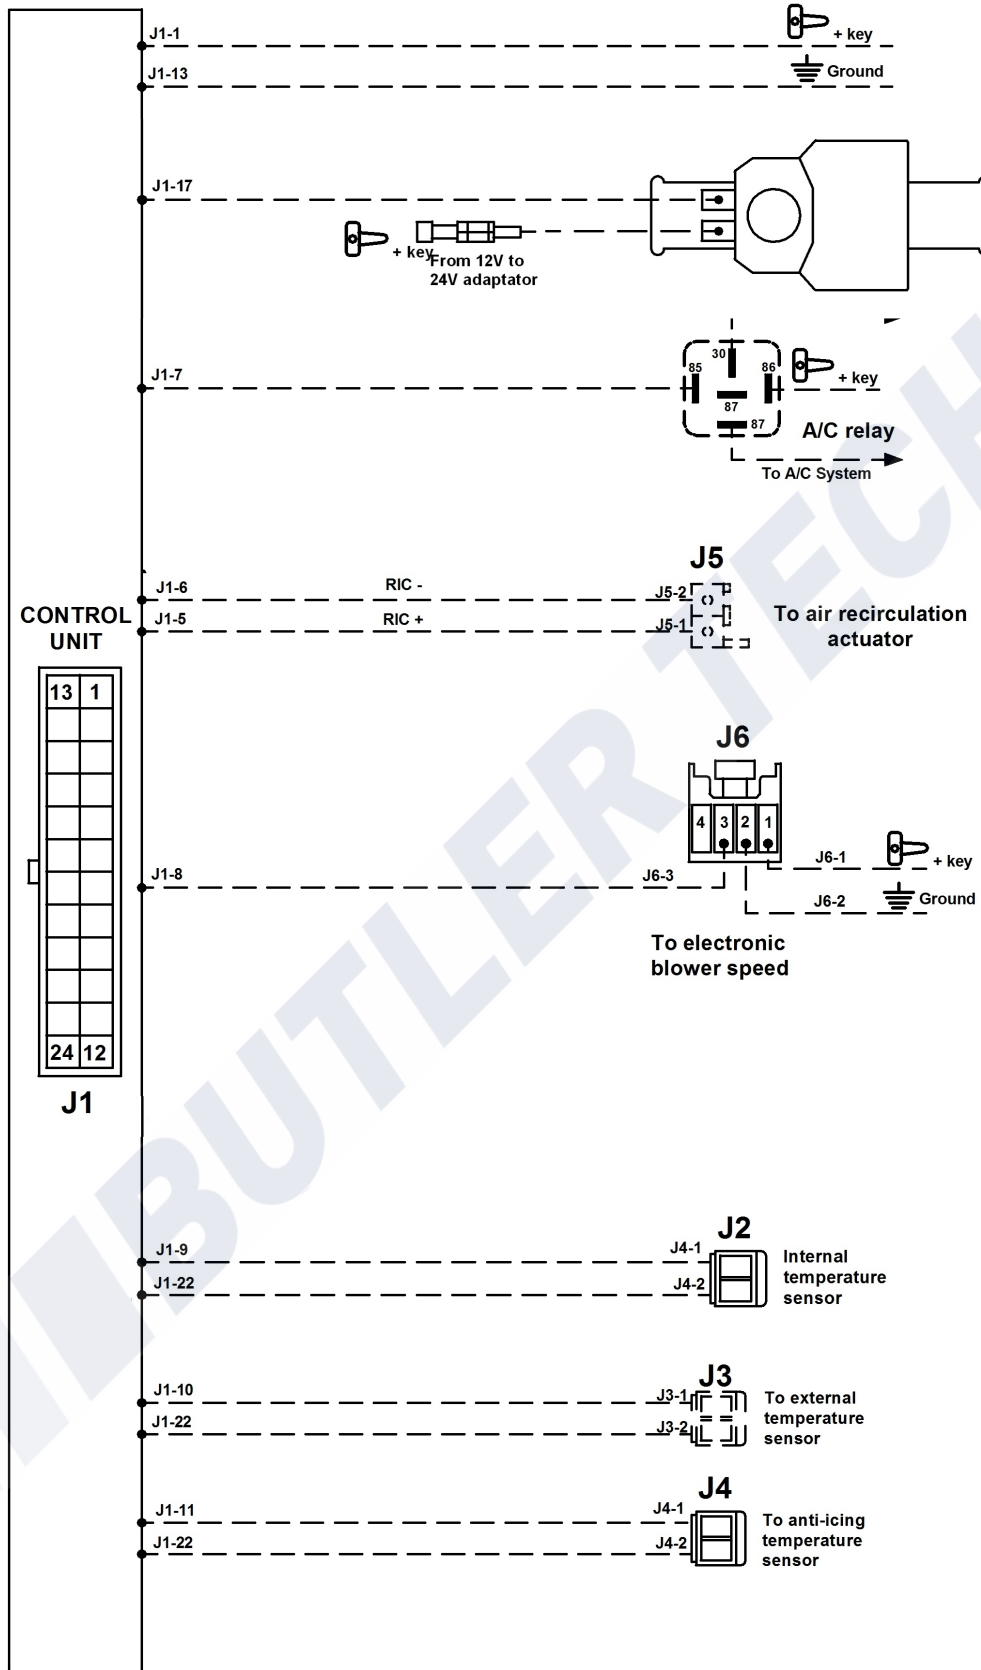 J1-1
+ key
J1-13
Ground
J1-17
+ key
From 12V to
24V adaptator
J1-7
30
85
86
87
87
+ key
A/C relay
To A/C System
J5
J1-6
RIC -
J5-2
J1-5
RIC +
J5-1
To air recirculation
actuator
CONTROL
UNIT
13 1
24 12
J1
J6
4 3 2 1
J6-1
+ key
J1-8
J6-3
J6-2
Ground
To electronic
blower speed
J2
J1-9
J4-1
J1-22
J4-2
Internal
temperature
sensor
J3
J1-10
J3-1
J1-22
J3-2
To external
temperature
sensor
J4
J1-11
J4-1
J1-22
J4-2
To anti-icing
temperature
sensor
BUTLER TECH